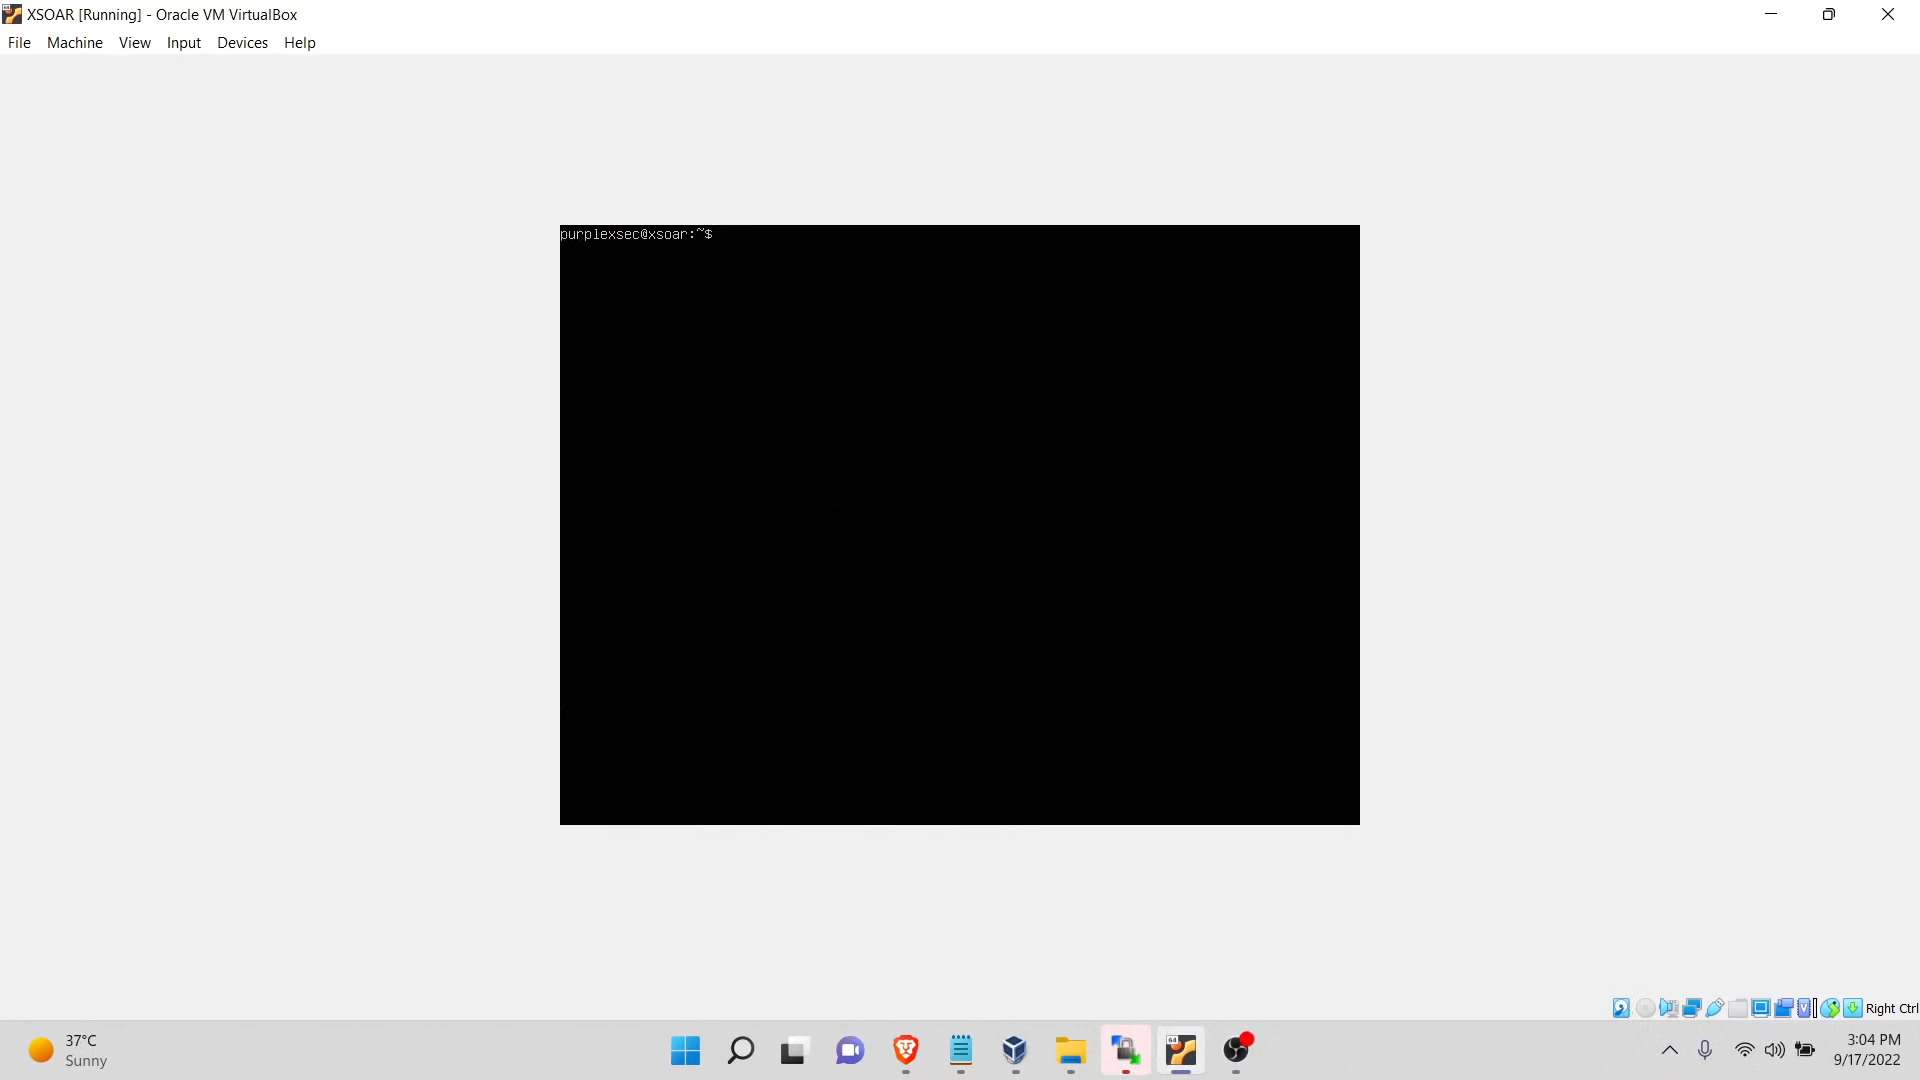 XSOAR [Running] - Oracle VM VirtualBox
File Machine View Input Devices Help
purplexsec@xsoar:~$
Right Ctrl
37°C
Sunny
64
3:04 PM
9/17/2022